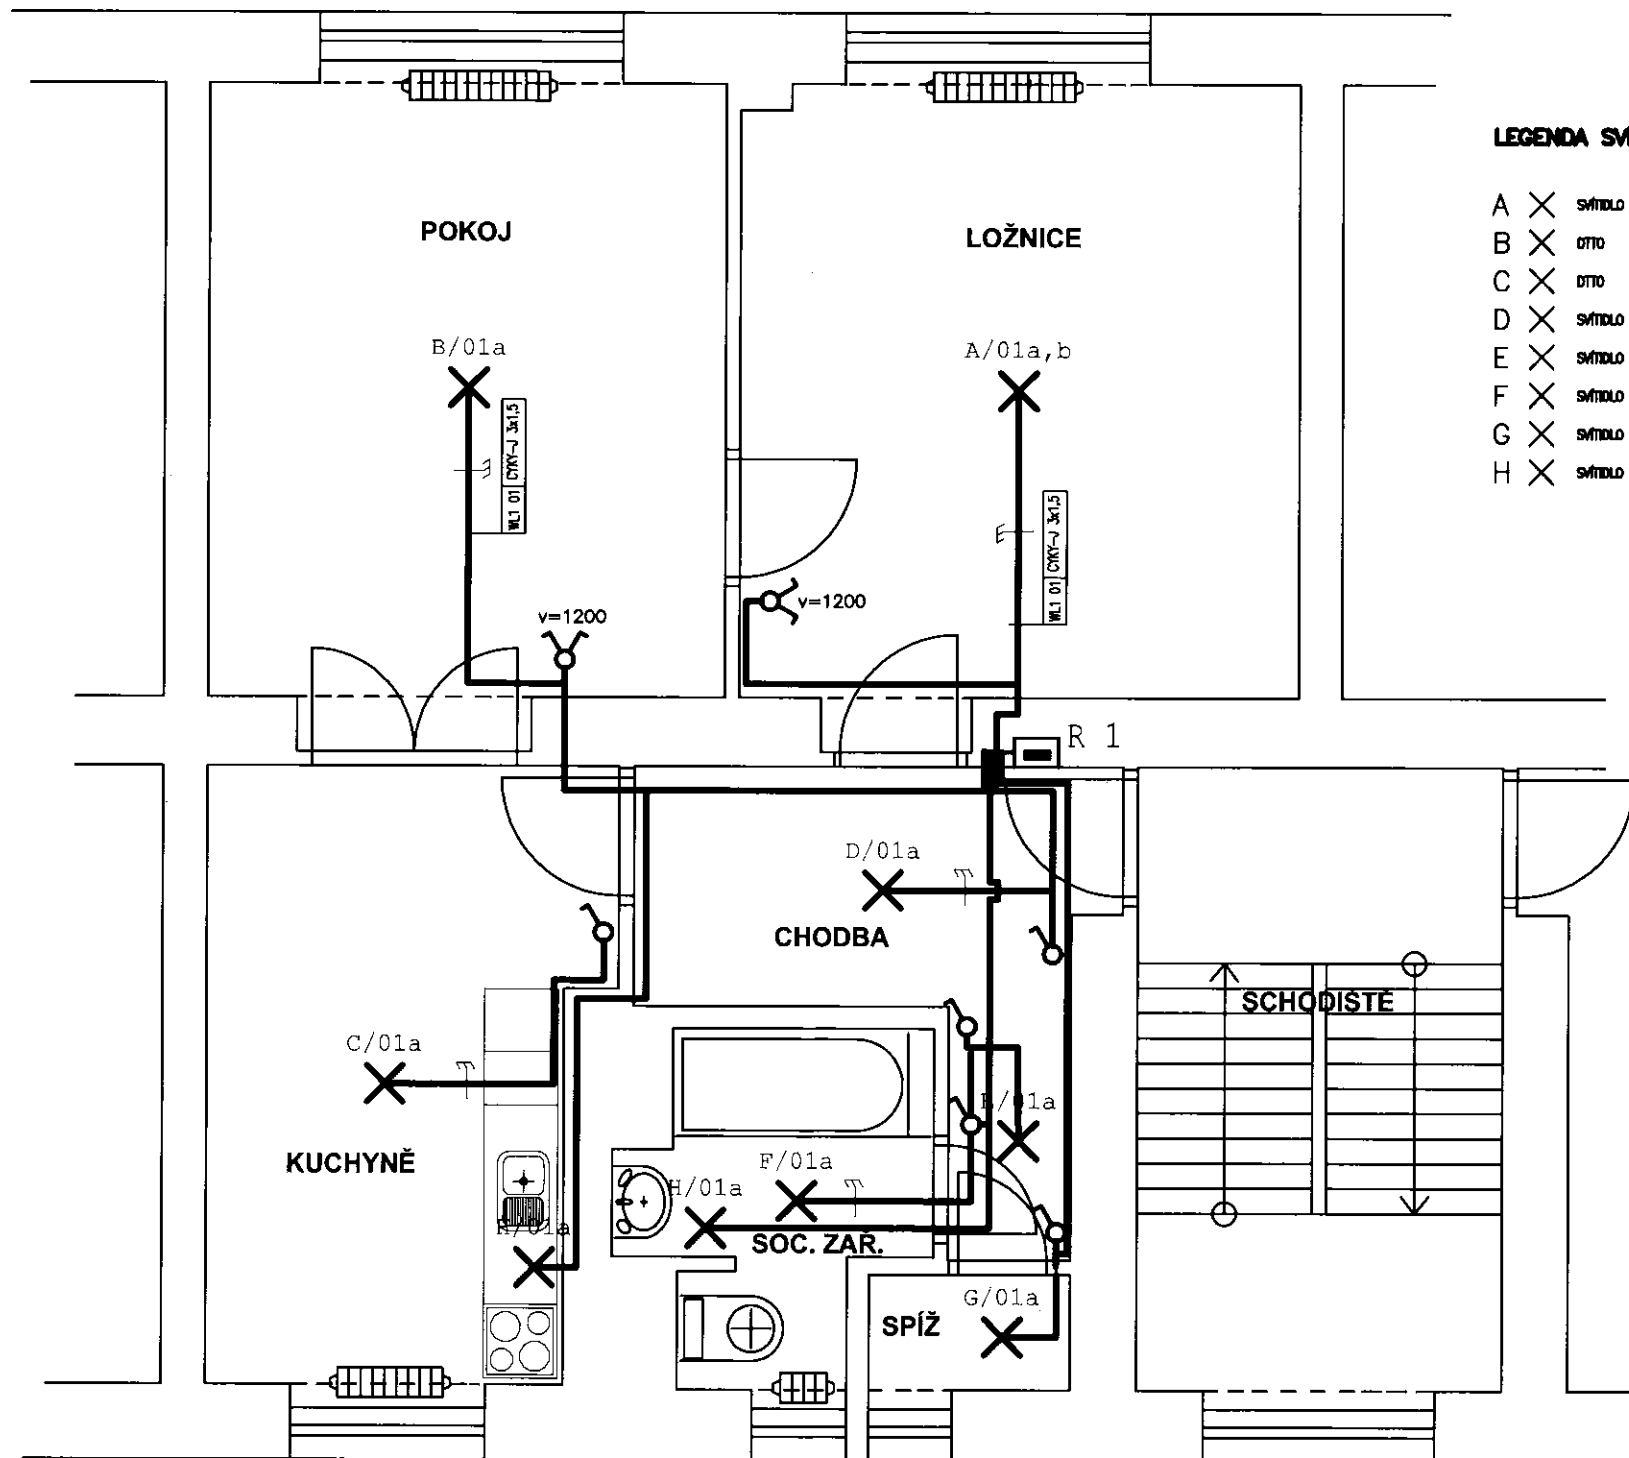 LEGENDA SVÍ
POKOJ
LOŽNICE
A SVÍTIDLO
B DTTO
C DTTO
D SVÍTIDLO
E SVÍTIDLO
F SVÍTIDLO
G SVÍTIDLO
H SVÍTIDLO
B/01a
A/01a,b
WL1 01 CYKY-J 3x1,5
WL1 01 CYKY-J 3x1,5
v=1200
v=1200
R 1
D/01a
CHODBA
SCHODIŠTĚ
C/01a
E/01a
KUCHYNĚ
F/01a
H/01a
H/01a
SOC. ZAŘ.
G/01a
SPÍŽ